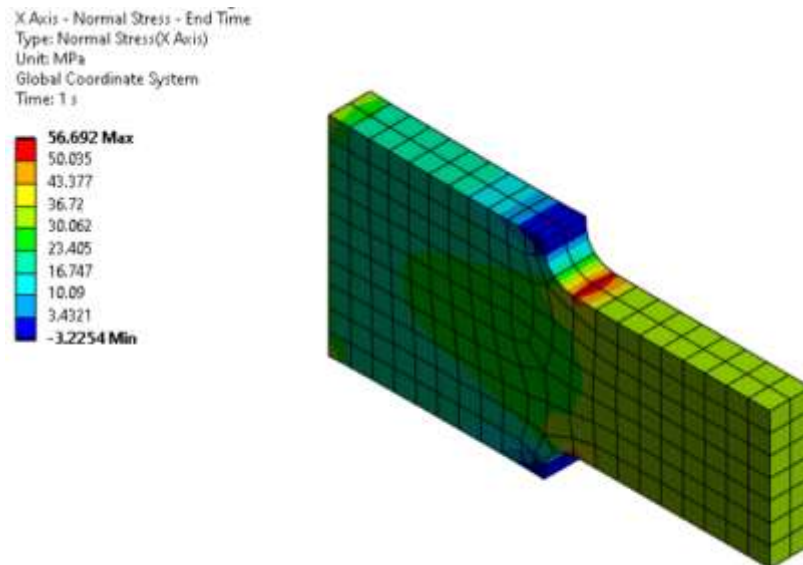 X Axis - Normal Stress - End Time
Type: Normal Stress(X Axis)
Unit: MPa
Global Coordinate System
Time: 1 s
56.692 Max
50.035
43.377
36.72
30.062
23.405
16.747
10.09
3.4321
-3.2254 Min